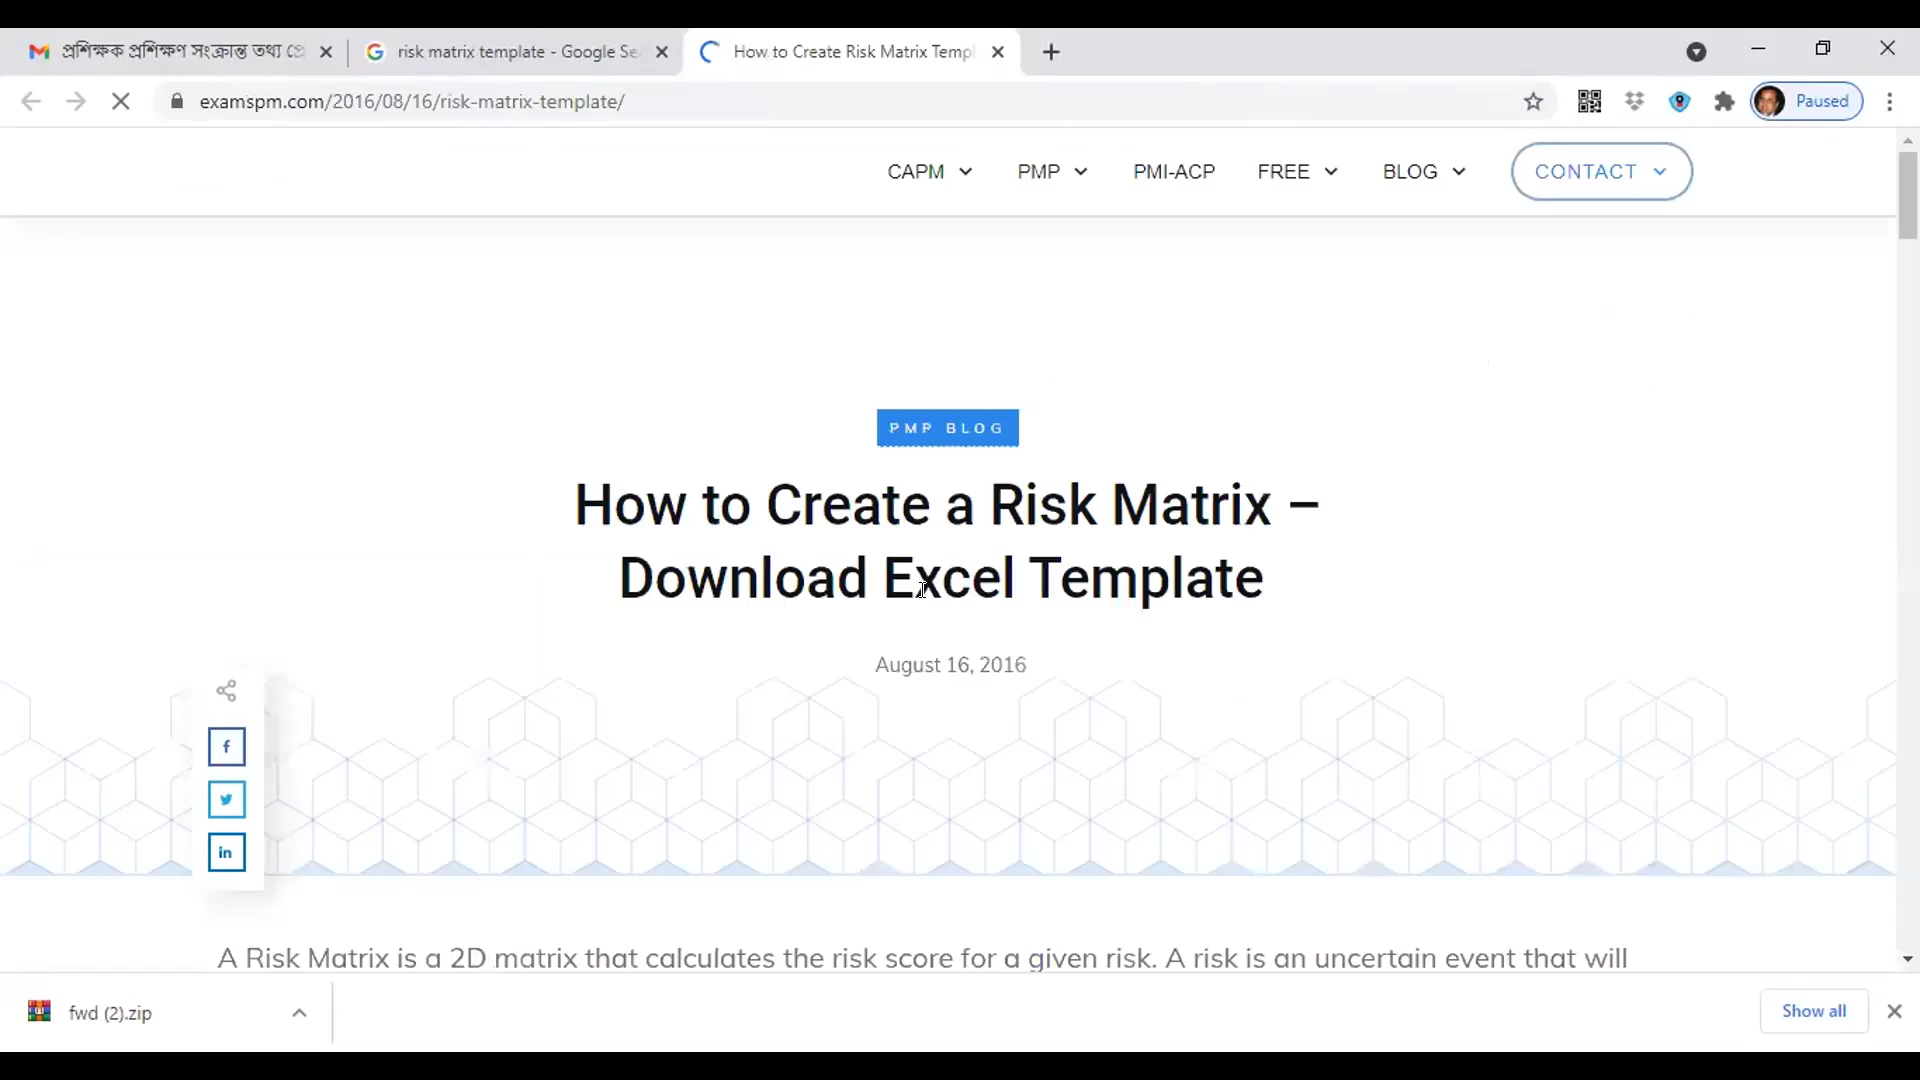 প্রশিক্ষক প্রশিক্ষণ সংক্রান্ত তথ্য প্রে
risk matrix template - Google Se
How to Create Risk Matrix Templ
examspm.com/2016/08/16/risk-matrix-template/
Paused
CAPM
PMP
PMI-ACP
FREE
BLOG
CONTACT
PMP BLOG
How to Create a Risk Matrix –
Download Excel Template
August 16, 2016
A Risk Matrix is a 2D matrix that calculates the risk score for a given risk. A risk is an uncertain event that will
fwd (2).zip
Show all